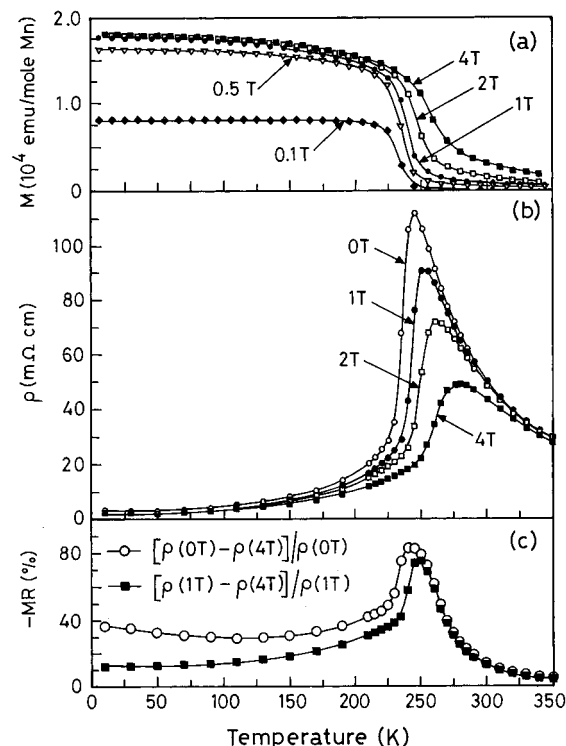 (a)
M (10⁴ emu/mole Mn)
2.0
1.0
0
4T
2T
1T
0.5 T
0.1T
(b)
ρ (mΩ cm)
100
80
60
40
20
0
0T
1T
2T
4T
(c)
[ρ(0T)-ρ(4T)]/ρ(0T)
[ρ(1T)-ρ(4T)]/ρ(1T)
-MR (%)
80
40
0
0 50 100 150 200 250 300 350
Temperature (K)